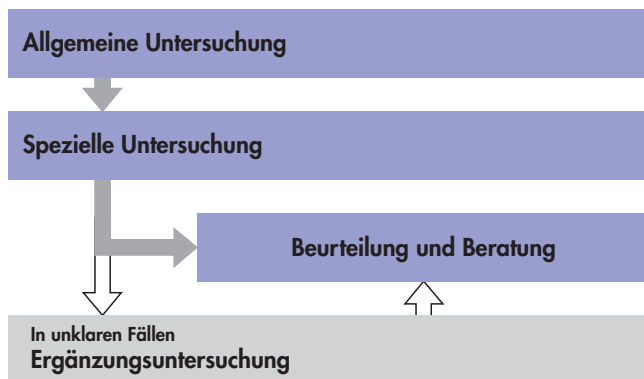 Allgemeine Untersuchung
Spezielle Untersuchung
Beurteilung und Beratung
In unklaren Fällen
Ergänzungsuntersuchung